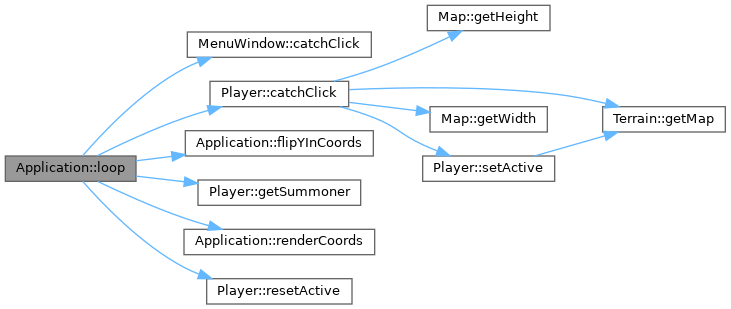 Application::loop
MenuWindow::catchClick
Player::catchClick
Application::flipYInCoords
Player::getSummoner
Application::renderCoords
Player::resetActive
Map::getHeight
Map::getWidth
Player::setActive
Terrain::getMap